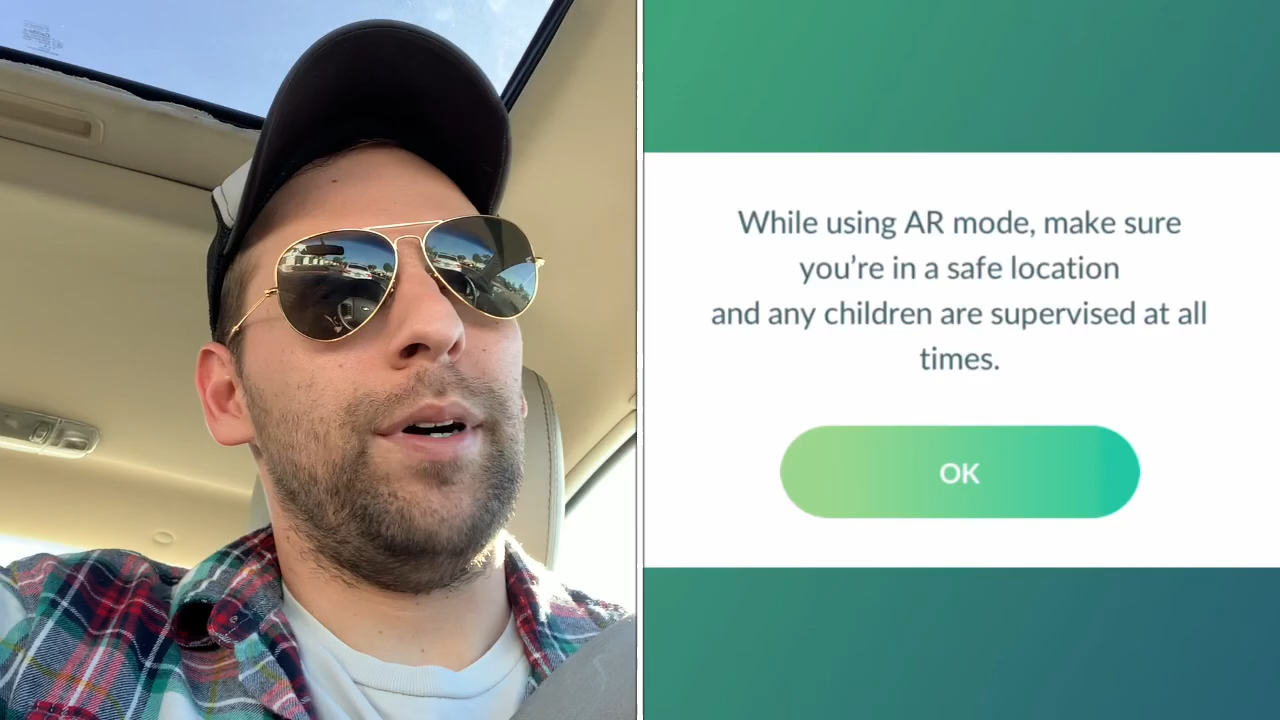 While using AR mode, make sure
you’re in a safe location
and any children are supervised at all
times.
OK